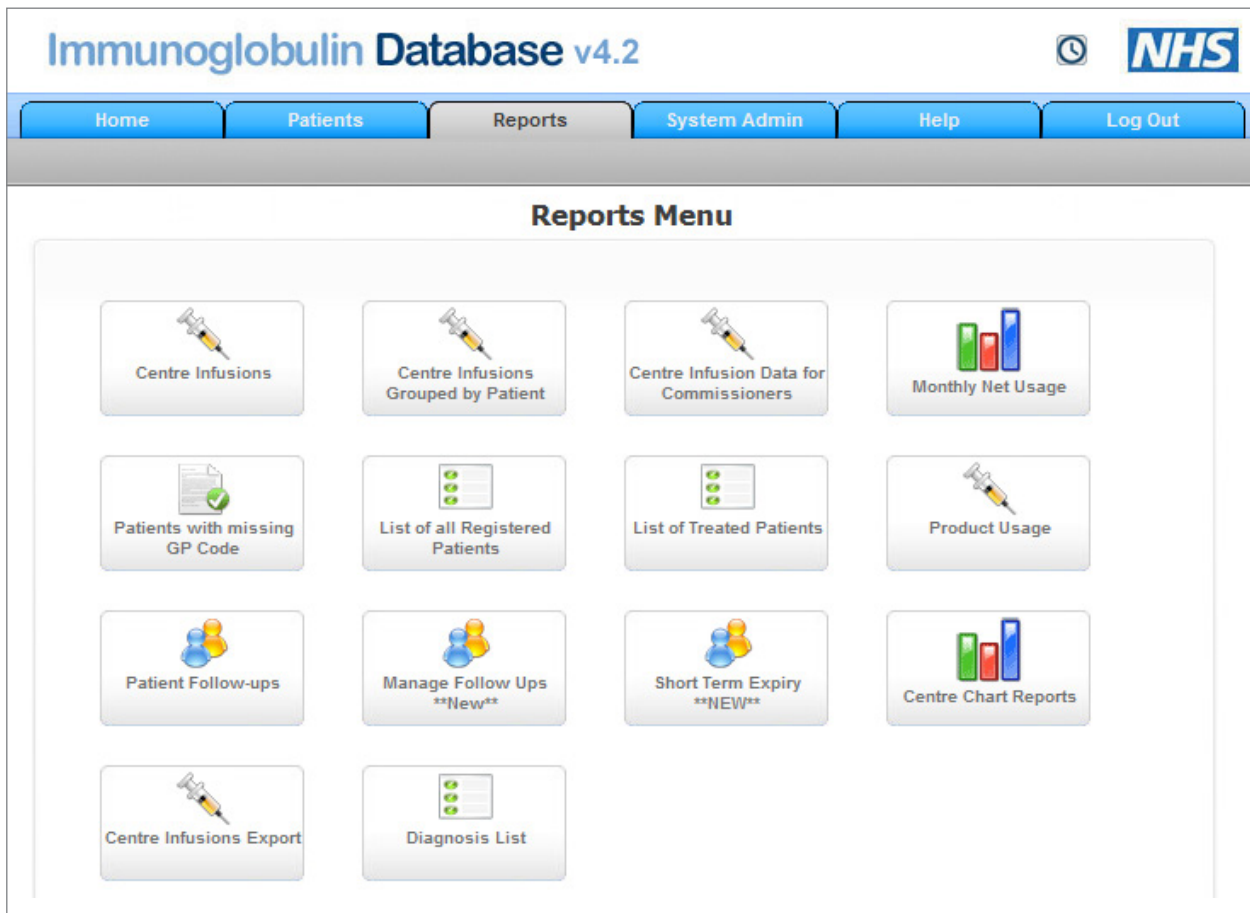 Immunoglobulin Database v4.2
NHS
Home Patients Reports System Admin Help Log Out
Reports Menu
Centre Infusions
Centre Infusions
Grouped by Patient
Centre Infusion Data for
Commissioners
Monthly Net Usage
Patients with missing
GP Code
List of all Registered
Patients
List of Treated Patients
Product Usage
Patient Follow-ups
Manage Follow Ups
**New**
Short Term Expiry
**NEW**
Centre Chart Reports
Centre Infusions Export
Diagnosis List